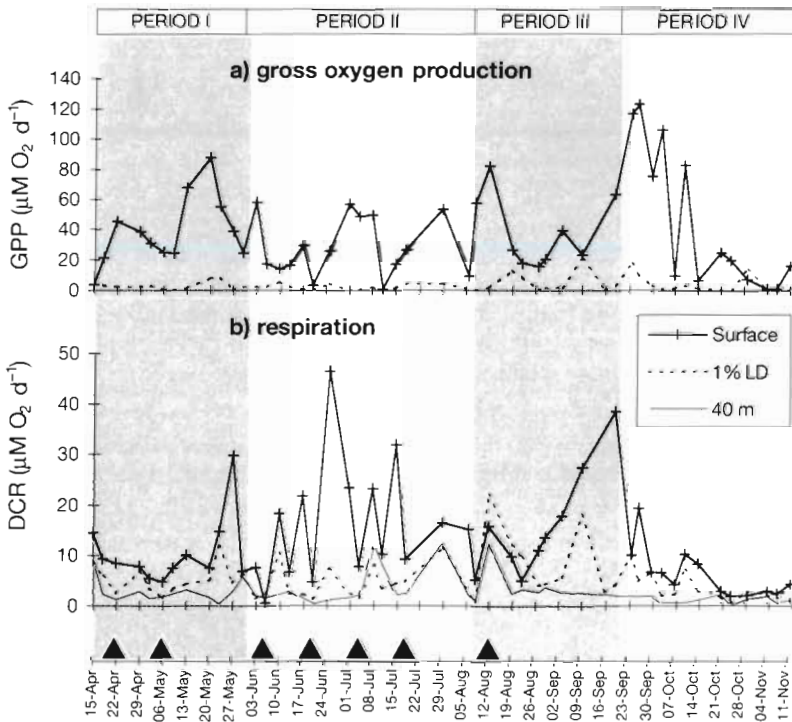 PERIOD I PERIOD II PERIOD III PERIOD IV
a) gross oxygen production
140
120
100
80
60
40
20
0
GPP (µM O₂ d⁻¹)
b) respiration
50
40
30
20
10
0
DCR (µM O₂ d⁻¹)
Surface
1% LD
40 m
15-Apr
22-Apr
29-Apr
06-May
13-May
20-May
27-May
03-Jun
10-Jun
17-Jun
24-Jun
01-Jul
08-Jul
15-Jul
22-Jul
29-Jul
05-Aug
12-Aug
19-Aug
26-Aug
02-Sep
09-Sep
16-Sep
23-Sep
30-Sep
07-Oct
14-Oct
21-Oct
28-Oct
04-Nov
11-Nov